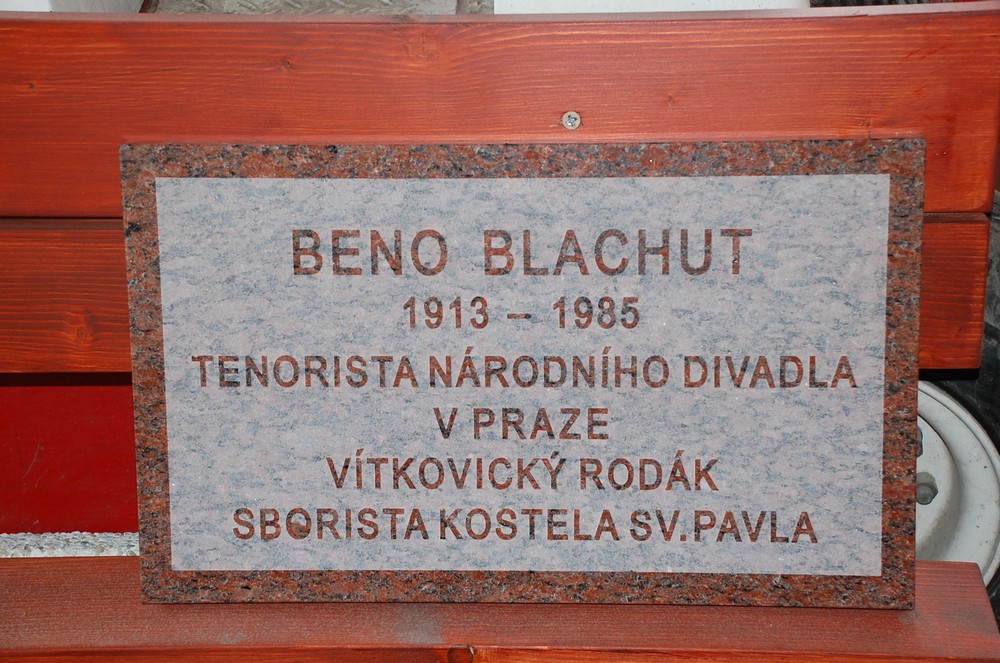 BENO BLACHUT
1913 – 1985
TENORISTA NÁRODNÍHO DIVADLA
V PRAZE
VÍTKOVICKÝ RODÁK
SBORISTA KOSTELA SV.PAVLA